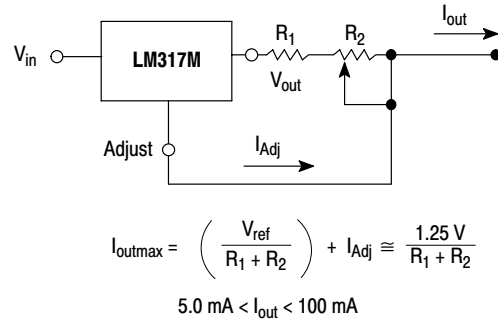 I_out
R_1 R_2
V_in LM317M
V_out
Adjust I_Adj
I_outmax = ( V_ref / R_1 + R_2 ) + I_Adj ≅ 1.25 V / R_1 + R_2
5.0 mA < I_out < 100 mA